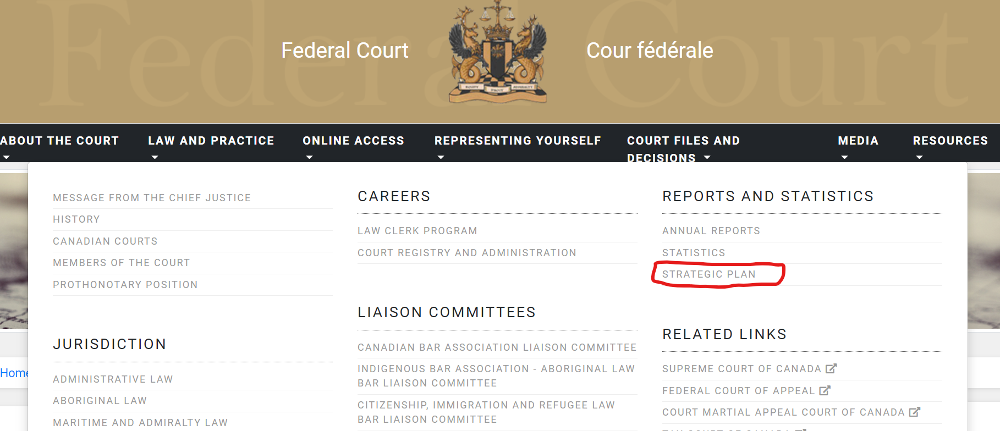 Federal Court
Federal Court
Cour fédérale
ABOUT THE COURT
LAW AND PRACTICE
ONLINE ACCESS
REPRESENTING YOURSELF
COURT FILES AND
DECISIONS
MEDIA
RESOURCES
MESSAGE FROM THE CHIEF JUSTICE
HISTORY
CANADIAN COURTS
MEMBERS OF THE COURT
PROTHONOTARY POSITION
JURISDICTION
ADMINISTRATIVE LAW
ABORIGINAL LAW
MARITIME AND ADMIRALTY LAW
CAREERS
LAW CLERK PROGRAM
COURT REGISTRY AND ADMINISTRATION
LIAISON COMMITTEES
CANADIAN BAR ASSOCIATION LIAISON COMMITTEE
INDIGENOUS BAR ASSOCIATION - ABORIGINAL LAW
BAR LIAISON COMMITTEE
CITIZENSHIP, IMMIGRATION AND REFUGEE LAW
BAR LIAISON COMMITTEE
REPORTS AND STATISTICS
ANNUAL REPORTS
STATISTICS
STRATEGIC PLAN
RELATED LINKS
SUPREME COURT OF CANADA
FEDERAL COURT OF APPEAL
COURT MARTIAL APPEAL COURT OF CANADA
Home